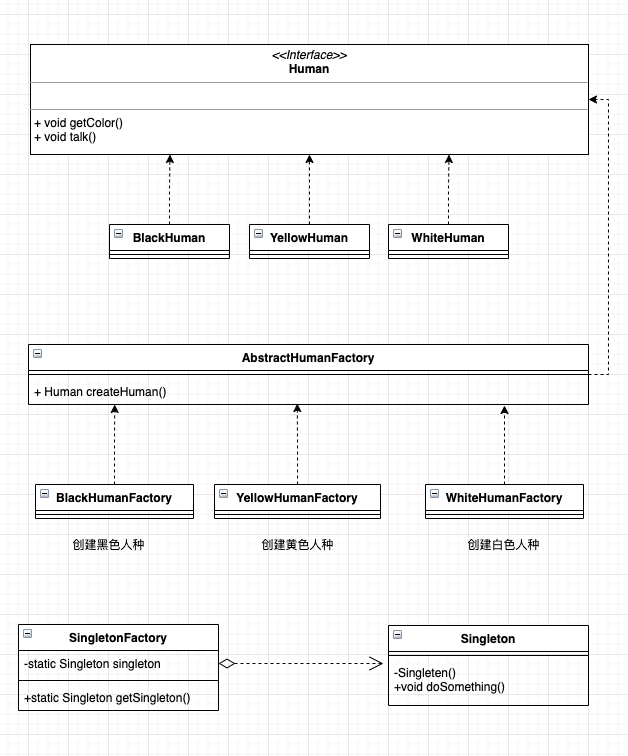 <<Interface>>
Human
+ void getColor()
+ void talk()
BlackHuman
YellowHuman
WhiteHuman
AbstractHumanFactory
+ Human createHuman()
BlackHumanFactory
YellowHumanFactory
WhiteHumanFactory
创建黑色人种
创建黄色人种
创建白色人种
SingletonFactory
-static Singleton singleton
+static Singleton getSingleton()
Singleton
-Singleten()
+void doSomething()